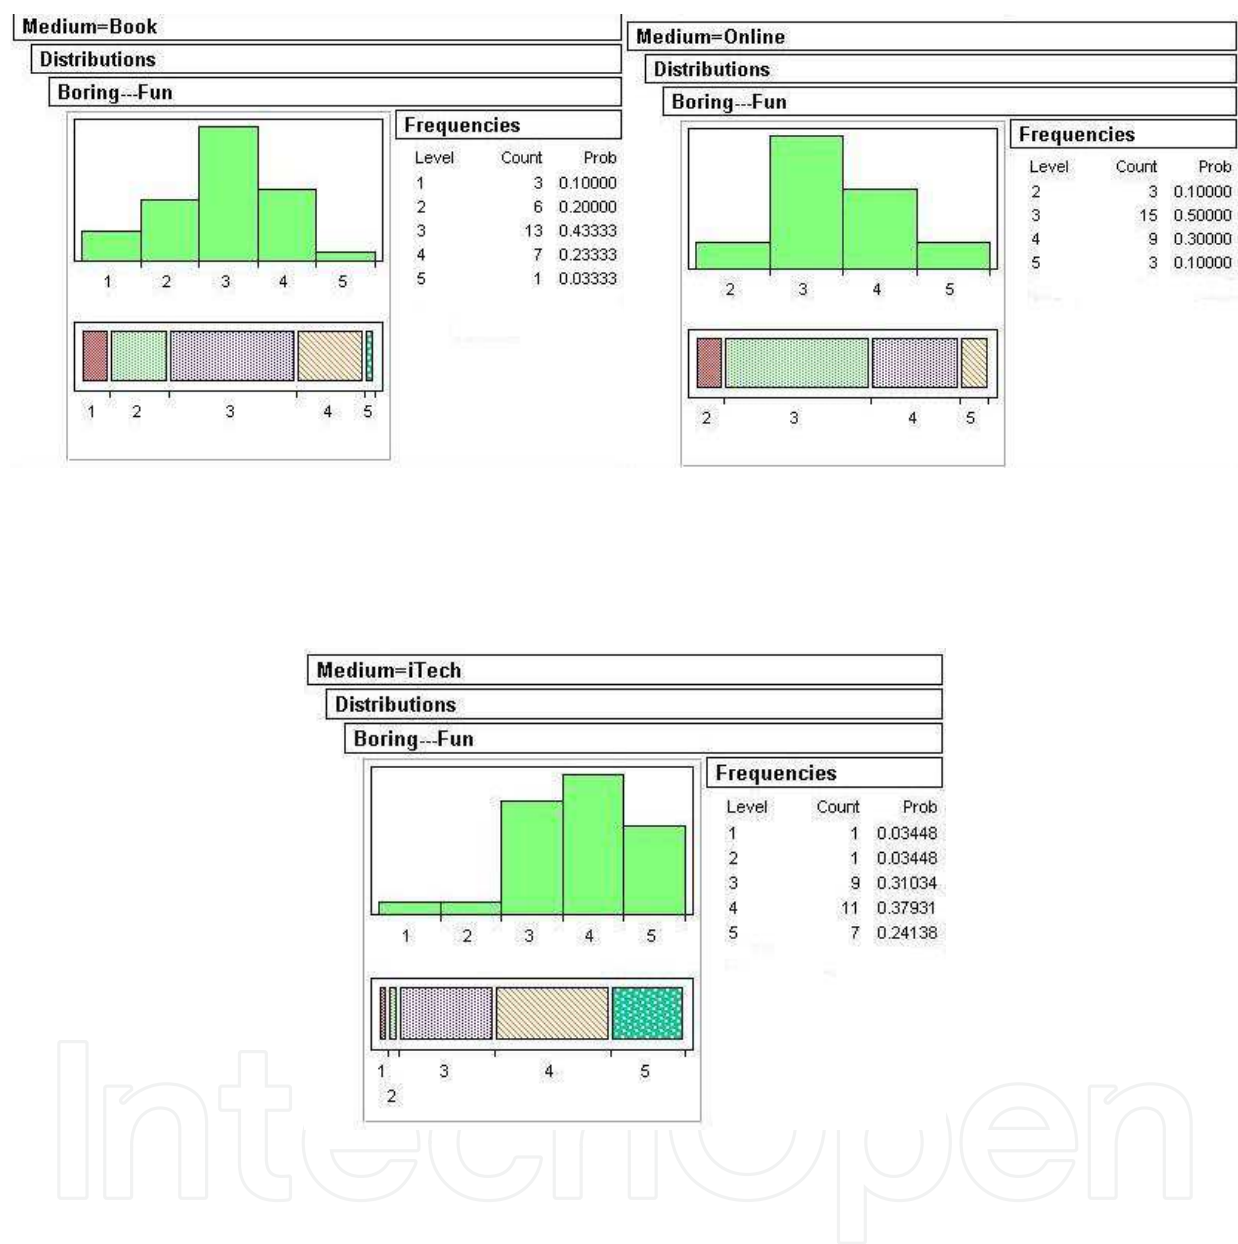 Medium=Book
Distributions
Boring---Fun
Frequencies
Level Count Prob
1 3 0.10000
2 6 0.20000
3 13 0.43333
4 7 0.23333
5 1 0.03333
1 2 3 4 5
1 2 3 4 5
Medium=Online
Distributions
Boring---Fun
Frequencies
Level Count Prob
2 3 0.10000
3 15 0.50000
4 9 0.30000
5 3 0.10000
2 3 4 5
2 3 4 5
Medium=iTech
Distributions
Boring---Fun
Frequencies
Level Count Prob
1 1 0.03448
2 1 0.03448
3 9 0.31034
4 11 0.37931
5 7 0.24138
1 2 3 4 5
1 3 4 5
2
IntechOpen